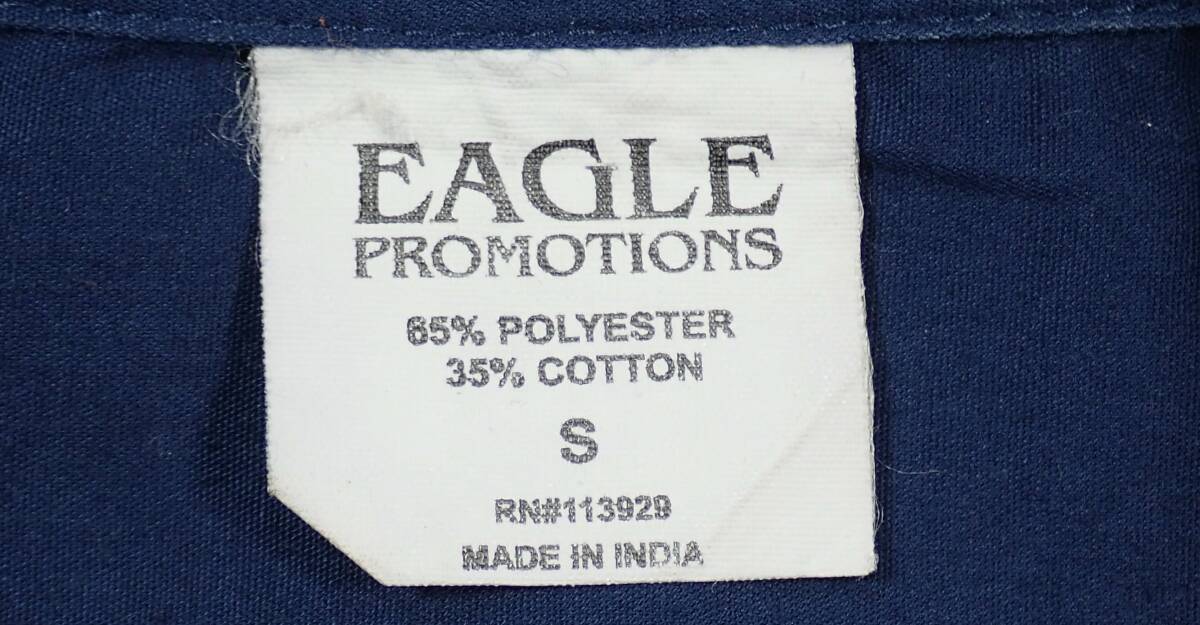 EAGLE
PROMOTIONS
65% POLYESTER
35% COTTON
S
RN#113929
MADE IN INDIA